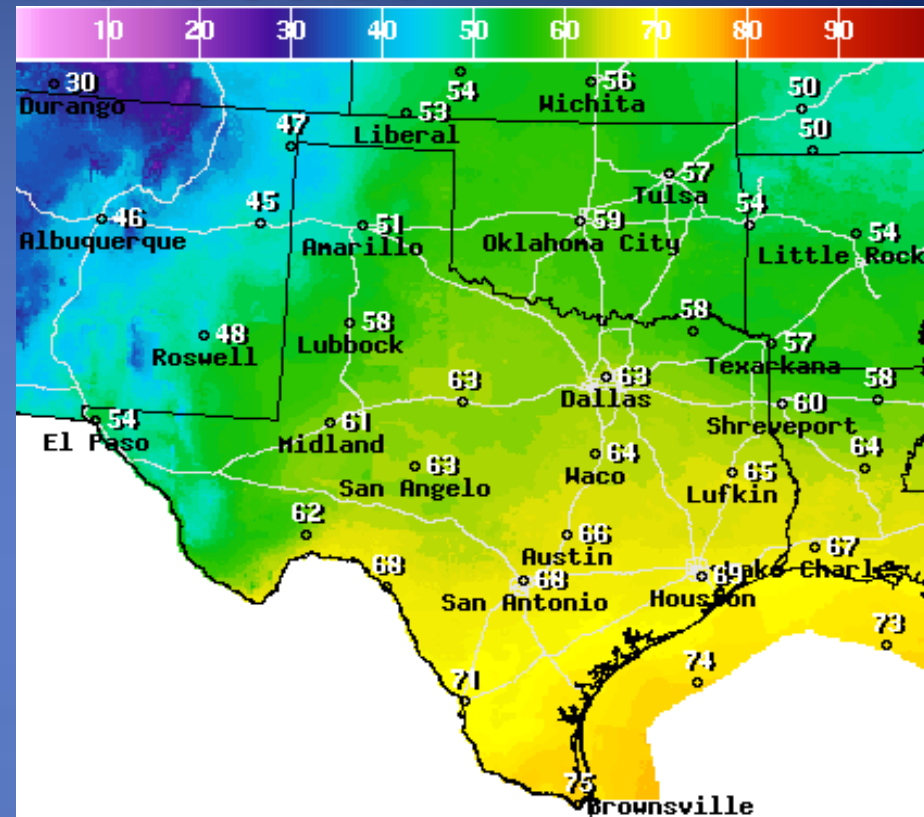 10 20 30 40 50 60 70 80 90
30 54 56 50
Durango 53 Wichita
Liberal 50
47 57
Tulsa
46 45 51 59 54 54
Albuquerque Amarillo Oklahoma City Little Rock
48 58 58 57
Roswell Lubbock Texarkana
63 63 58
54 61 Dallas 60
El Paso Midland Shreveport
63 64 65 64
San Angelo Waco Lufkin
62 66 67
Austin
68 68 69 Lake Charles
San Antonio Houston
73
71 74
75
Brownsville